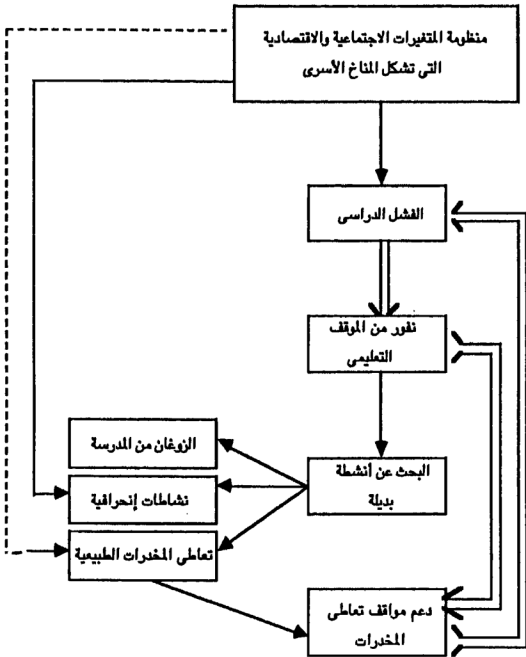 منظومة المتغيرات الاجتماعية والاقتصادية
التى تشكل المناخ الأسرى
الفشل الدراسى
نفور من الموقف
التعليمى
البحث عن أنشطة
بديلة
الزوغان من المدرسة
نشاطات إنحرافية
تعاطى المخدرات الطبيعية
دعم مواقف تعاطى
المخدرات